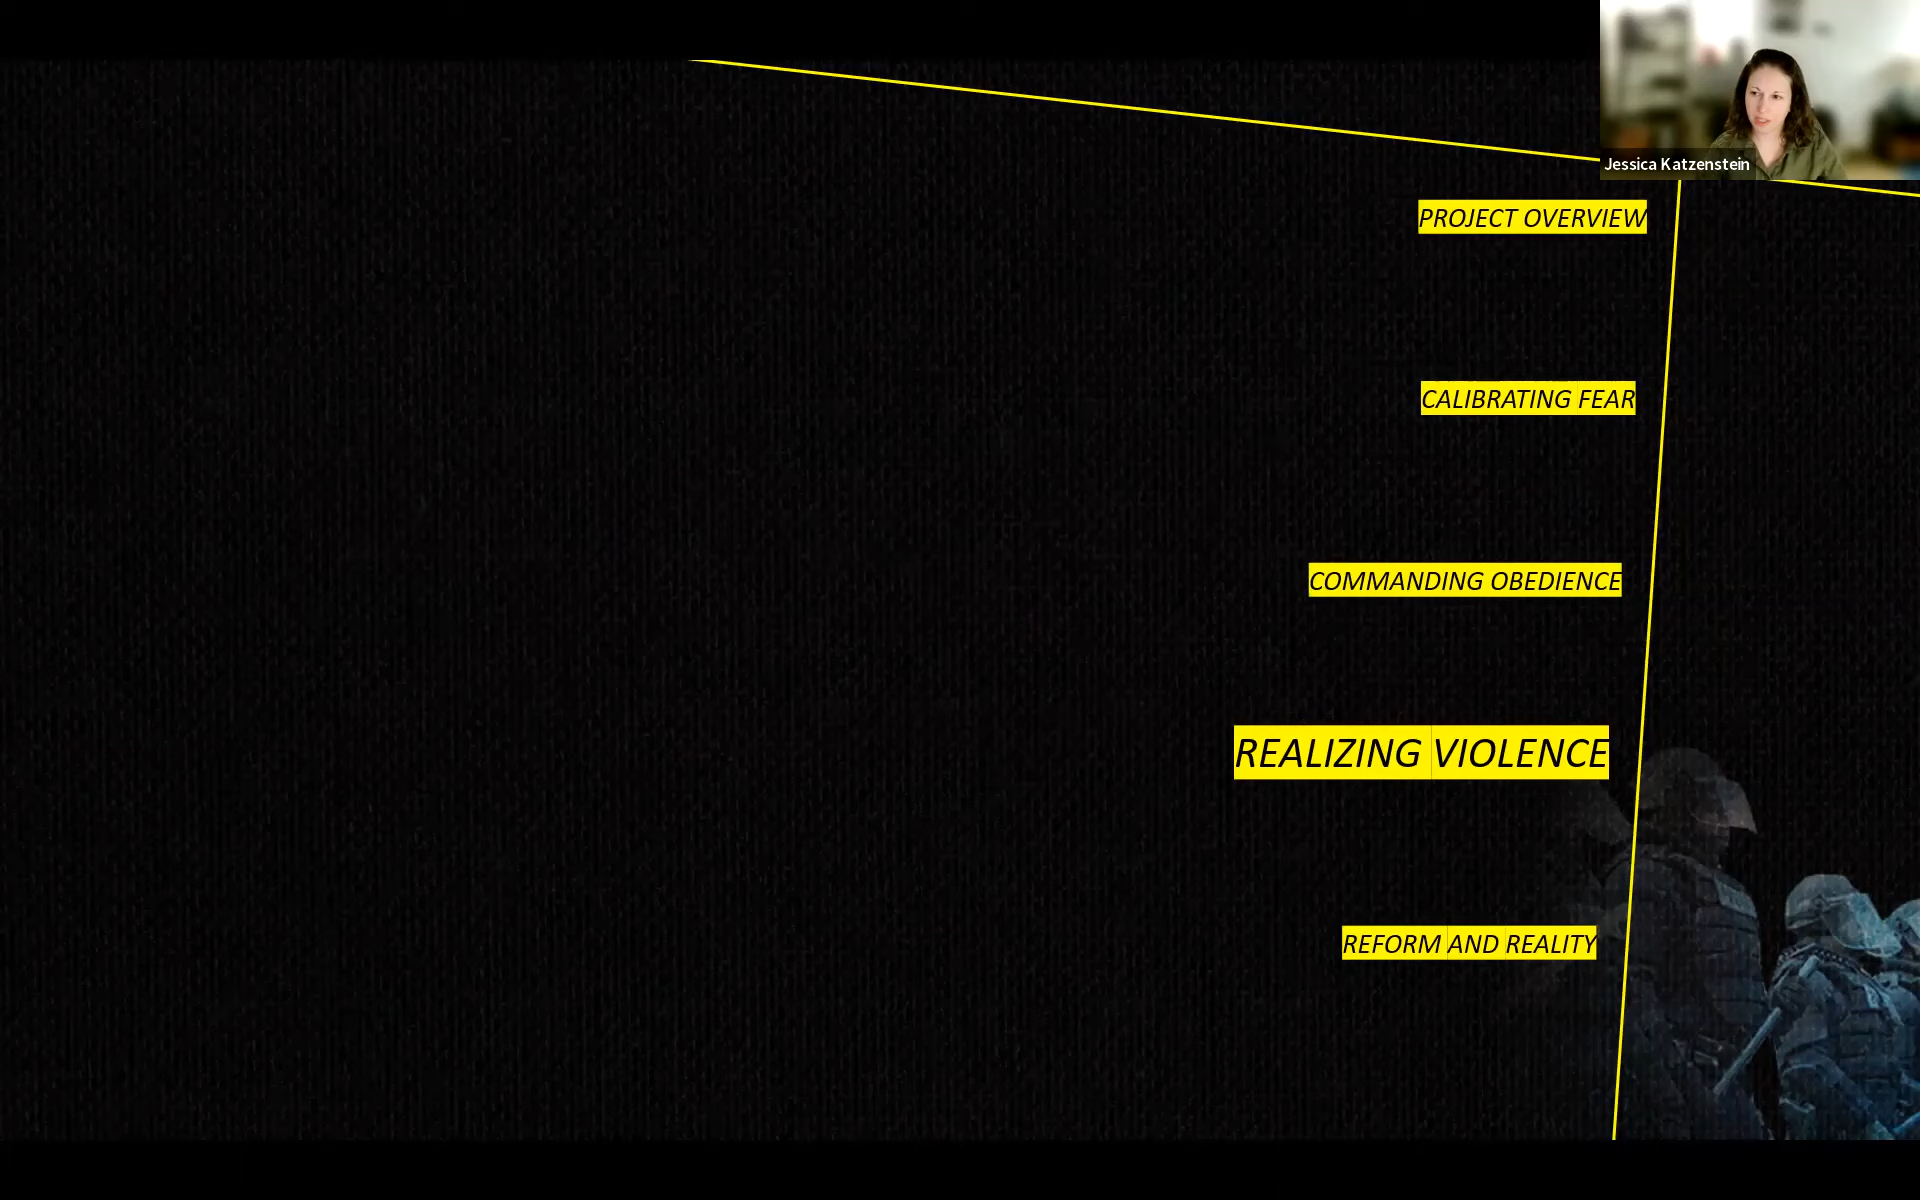 Jessica Katzenstein
PROJECT OVERVIEW
CALIBRATING FEAR
COMMANDING OBEDIENCE
REALIZING VIOLENCE
REFORM AND REALITY